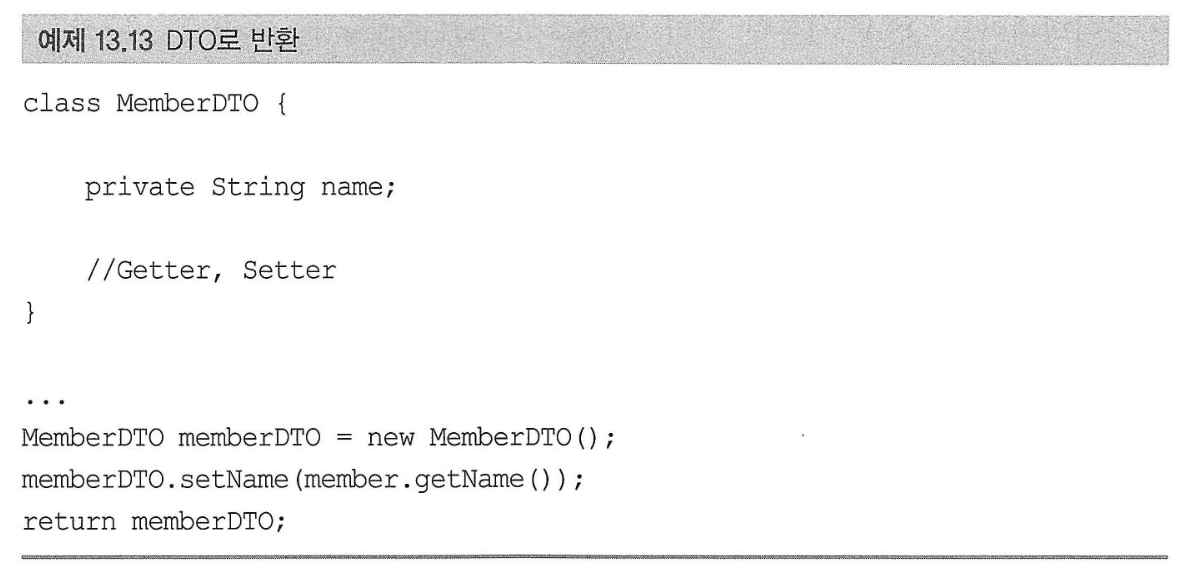 예제 13.13 DTO로 반환
class MemberDTO {
    private String name;
    //Getter, Setter
}
...
MemberDTO memberDTO = new MemberDTO();
memberDTO.setName(member.getName());
return memberDTO;